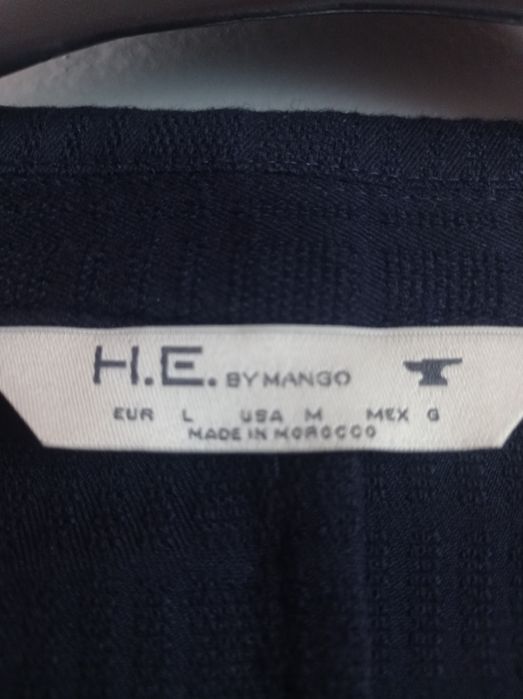 H.E. BY MANGO
EUR L USA M MEX G
MADE IN MOROCCO